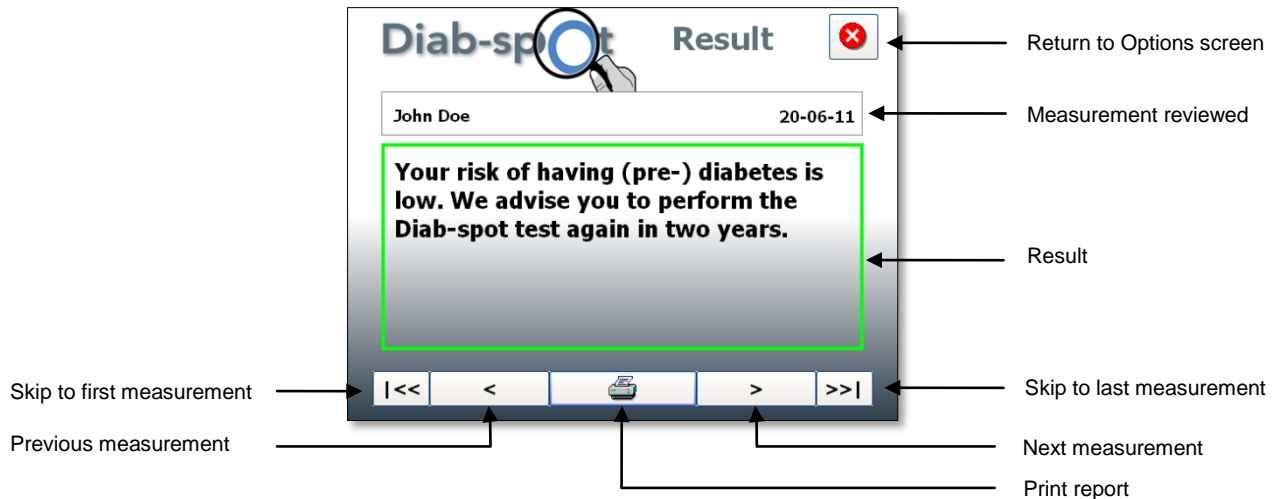 Diab-spot Result
Return to Options screen
John Doe 20-06-11
Measurement reviewed
Your risk of having (pre-) diabetes is
low. We advise you to perform the
Diab-spot test again in two years.
Result
Skip to first measurement
|<< < > >>|
Skip to last measurement
Previous measurement
Next measurement
Print report